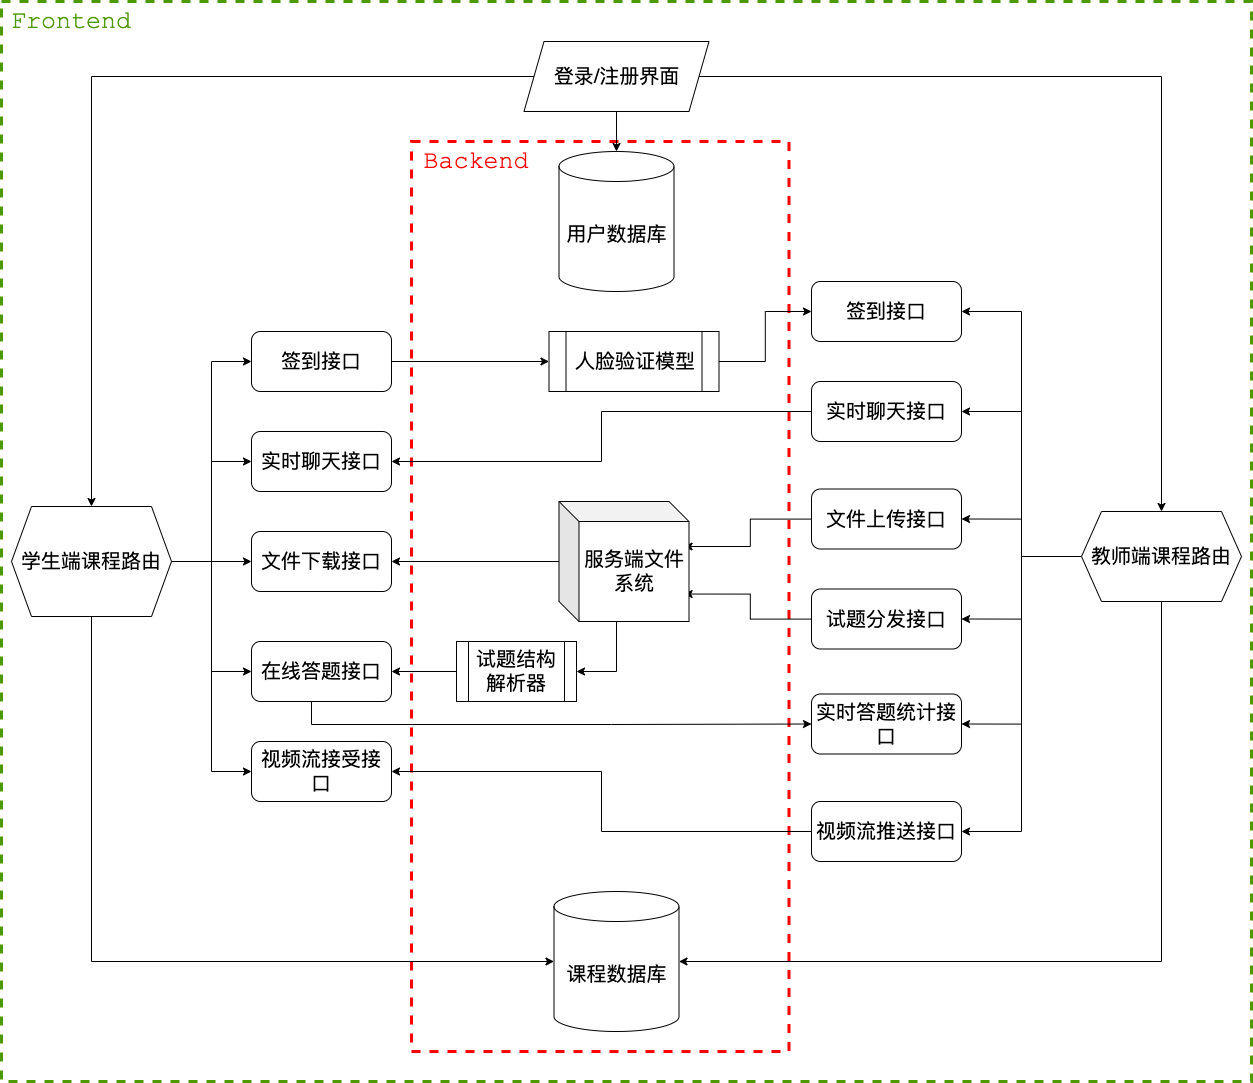 Frontend
登录/注册界面
Backend
用户数据库
签到接口
签到接口
人脸验证模型
实时聊天接口
实时聊天接口
文件上传接口
学生端课程路由
文件下载接口
服务端文件
系统
教师端课程路由
试题分发接口
在线答题接口
试题结构
解析器
实时答题统计接
口
视频流接受接
口
视频流推送接口
课程数据库